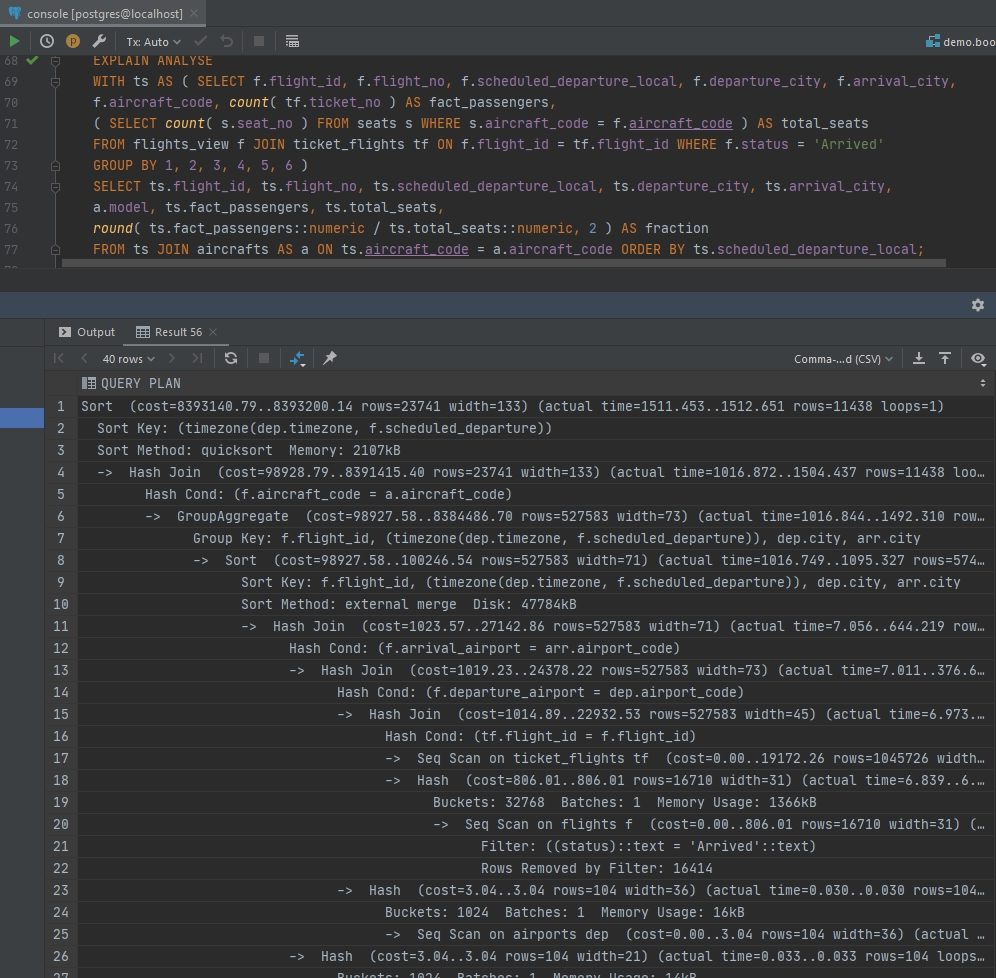 console [postgres@localhost]
Tx: Auto
demo.boo
68 EXPLAIN ANALYSE
69 WITH ts AS ( SELECT f.flight_id, f.flight_no, f.scheduled_departure_local, f.departure_city, f.arrival_city,
70 f.aircraft_code, count( tf.ticket_no ) AS fact_passengers,
71 ( SELECT count( s.seat_no ) FROM seats s WHERE s.aircraft_code = f.aircraft_code ) AS total_seats
72 FROM flights_view f JOIN ticket_flights tf ON f.flight_id = tf.flight_id WHERE f.status = 'Arrived'
73 GROUP BY 1, 2, 3, 4, 5, 6 )
74 SELECT ts.flight_id, ts.flight_no, ts.scheduled_departure_local, ts.departure_city, ts.arrival_city,
75 a.model, ts.fact_passengers, ts.total_seats,
76 round( ts.fact_passengers::numeric / ts.total_seats::numeric, 2 ) AS fraction
77 FROM ts JOIN aircrafts AS a ON ts.aircraft_code = a.aircraft_code ORDER BY ts.scheduled_departure_local;
Output Result 56
40 rows Comma-...d (CSV)
QUERY PLAN
1 Sort (cost=8393140.79..8393200.14 rows=23741 width=133) (actual time=1511.453..1512.651 rows=11438 loops=1)
2 Sort Key: (timezone(dep.timezone, f.scheduled_departure))
3 Sort Method: quicksort Memory: 2107kB
4 -> Hash Join (cost=98928.79..8391415.40 rows=23741 width=133) (actual time=1016.872..1504.437 rows=11438 loo…
5 Hash Cond: (f.aircraft_code = a.aircraft_code)
6 -> GroupAggregate (cost=98927.58..8384486.70 rows=527583 width=73) (actual time=1016.844..1492.310 row…
7 Group Key: f.flight_id, (timezone(dep.timezone, f.scheduled_departure)), dep.city, arr.city
8 -> Sort (cost=98927.58..100246.54 rows=527583 width=71) (actual time=1016.749..1095.327 rows=574…
9 Sort Key: f.flight_id, (timezone(dep.timezone, f.scheduled_departure)), dep.city, arr.city
10 Sort Method: external merge Disk: 47784kB
11 -> Hash Join (cost=1023.57..27142.86 rows=527583 width=71) (actual time=7.056..644.219 row…
12 Hash Cond: (f.arrival_airport = arr.airport_code)
13 -> Hash Join (cost=1019.23..24378.22 rows=527583 width=73) (actual time=7.011..376.6…
14 Hash Cond: (f.departure_airport = dep.airport_code)
15 -> Hash Join (cost=1014.89..22932.53 rows=527583 width=45) (actual time=6.973.…
16 Hash Cond: (tf.flight_id = f.flight_id)
17 -> Seq Scan on ticket_flights tf (cost=0.00..19172.26 rows=1045726 width…
18 -> Hash (cost=806.01..806.01 rows=16710 width=31) (actual time=6.839..6.…
19 Buckets: 32768 Batches: 1 Memory Usage: 1366kB
20 -> Seq Scan on flights f (cost=0.00..806.01 rows=16710 width=31) (…
21 Filter: ((status)::text = 'Arrived'::text)
22 Rows Removed by Filter: 16414
23 -> Hash (cost=3.04..3.04 rows=104 width=36) (actual time=0.030..0.030 rows=104…
24 Buckets: 1024 Batches: 1 Memory Usage: 16kB
25 -> Seq Scan on airports dep (cost=0.00..3.04 rows=104 width=36) (actual …
26 -> Hash (cost=3.04..3.04 rows=104 width=21) (actual time=0.033..0.033 rows=104 loops…
27 Buckets: 1024 Batches: 1 Memory Usage: 14kB